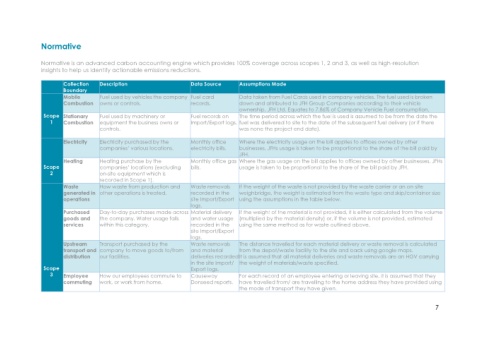 Normative
Normative is an advanced carbon accounting engine which provides 100% coverage across scopes 1, 2 and 3, as well as high resolution
insights to help us identify actionable emissions reductions.
Collection Boundary Description Data Source Assumptions Made
Scope 1
Mobile Combustion
Fuel used by vehicles the company owns or controls.
Fuel card records.
Data taken from Fuel Cards used in company vehicles. The fuel used is broken
down and attributed to JPH Group Companies according to their vehicle
ownership. JPH Ltd. Equates to % of Company Vehicle Fuel consumption.
Stationary Combustion
Fuel used by machinery or
equipment the business owns or
controls.
Fuel records on
Import/Export logs
The time period across which the fuel is used is assumed to be from the date the
fuel was delivered to site to the date of the subsequent fuel delivery (or if there
was none the project end date).
Scope 2
Electricity
Electricity purchased by the
companies' various locations
Monthly office
electricity bills.
Where the electricity usage on the bill applies to offices owned by other
businesses, JPHs usage is taken to be proportional to the share of the bill paid by
JPH.
Heating
Heating purchase by the
companies' locations (excluding
on-site equipment which is
recorded in Scope 1).
Monthly office gas
bills.
Where the gas usage on the bill applies to offices owned by other businesses, JPHs
usage is taken to be proportional to the share of the bill paid by JPH.
Scope 3
Waste generated in operations
How waste from production and
other operations is treated.
Waste removals
recorded in the
site Import/Export
logs.
If the weight of the waste is not provided by the waste carrier or an on site
weighbridge, this weight is estimated from the waste type and skip/container size
using the assumptions in the table below.
Purchased goods and services
Day-to-day purchases made across
the company. Water usage falls
within this category.
Material delivery
and water usage
recorded in the
site Import/Export
logs.
If the weight of the material is not provided, it is either calculated from the volume
(multiplied by the material density) or, if the volume is not provided, estimated
using the same method as for waste outlined above.
Upstream transport and distribution
Transport purchased by the
company to move goods to/from
our facilities.
Waste removals
and material
deliveries recorded
in the site Import/
Export logs.
The distance travelled for each material delivery or waste removal is calculated
from the depot/waste facility to the site and back using google maps.
It is assumed that all material deliveries and waste removals are an HGV carrying
the weight of materials/waste specified.
Employee commuting
How our employees commute to
work, or work from home.
Causeway
Donseed reports.
For each record of an employee entering or leaving site, it is assumed that they
have travelled from/ are travelling to the home address they have provided using
the mode of transport they have given.
7